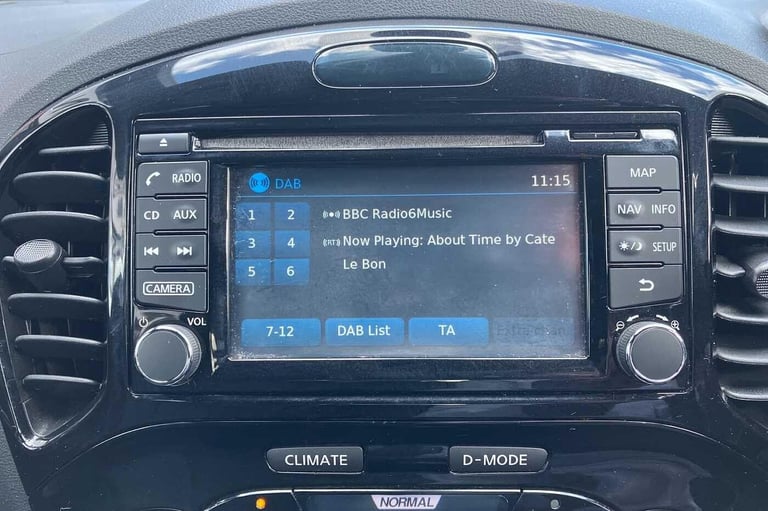 DAB 11:15
1 2 BBC Radio6Music
3 4 (RT) Now Playing: About Time by Cate
Le Bon
5 6
7-12 DAB List TA
RADIO
CD AUX
CAMERA
VOL
MAP
NAV INFO
SETUP
CLIMATE D-MODE
NORMAL